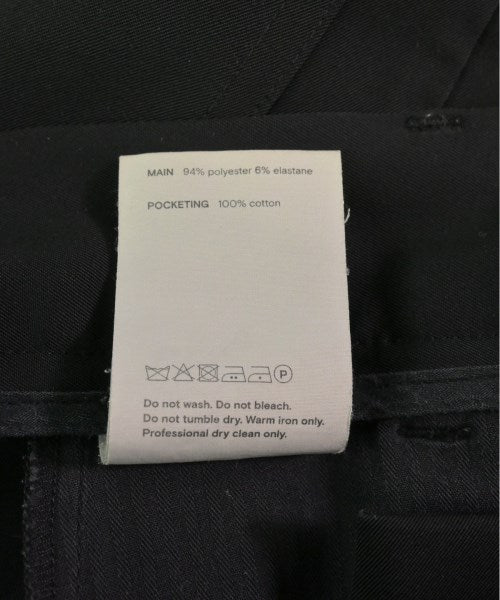 MAIN 94% polyester 6% elastane
POCKETING 100% cotton
P
Do not wash. Do not bleach.
Do not tumble dry. Warm iron only.
Professional dry clean only.